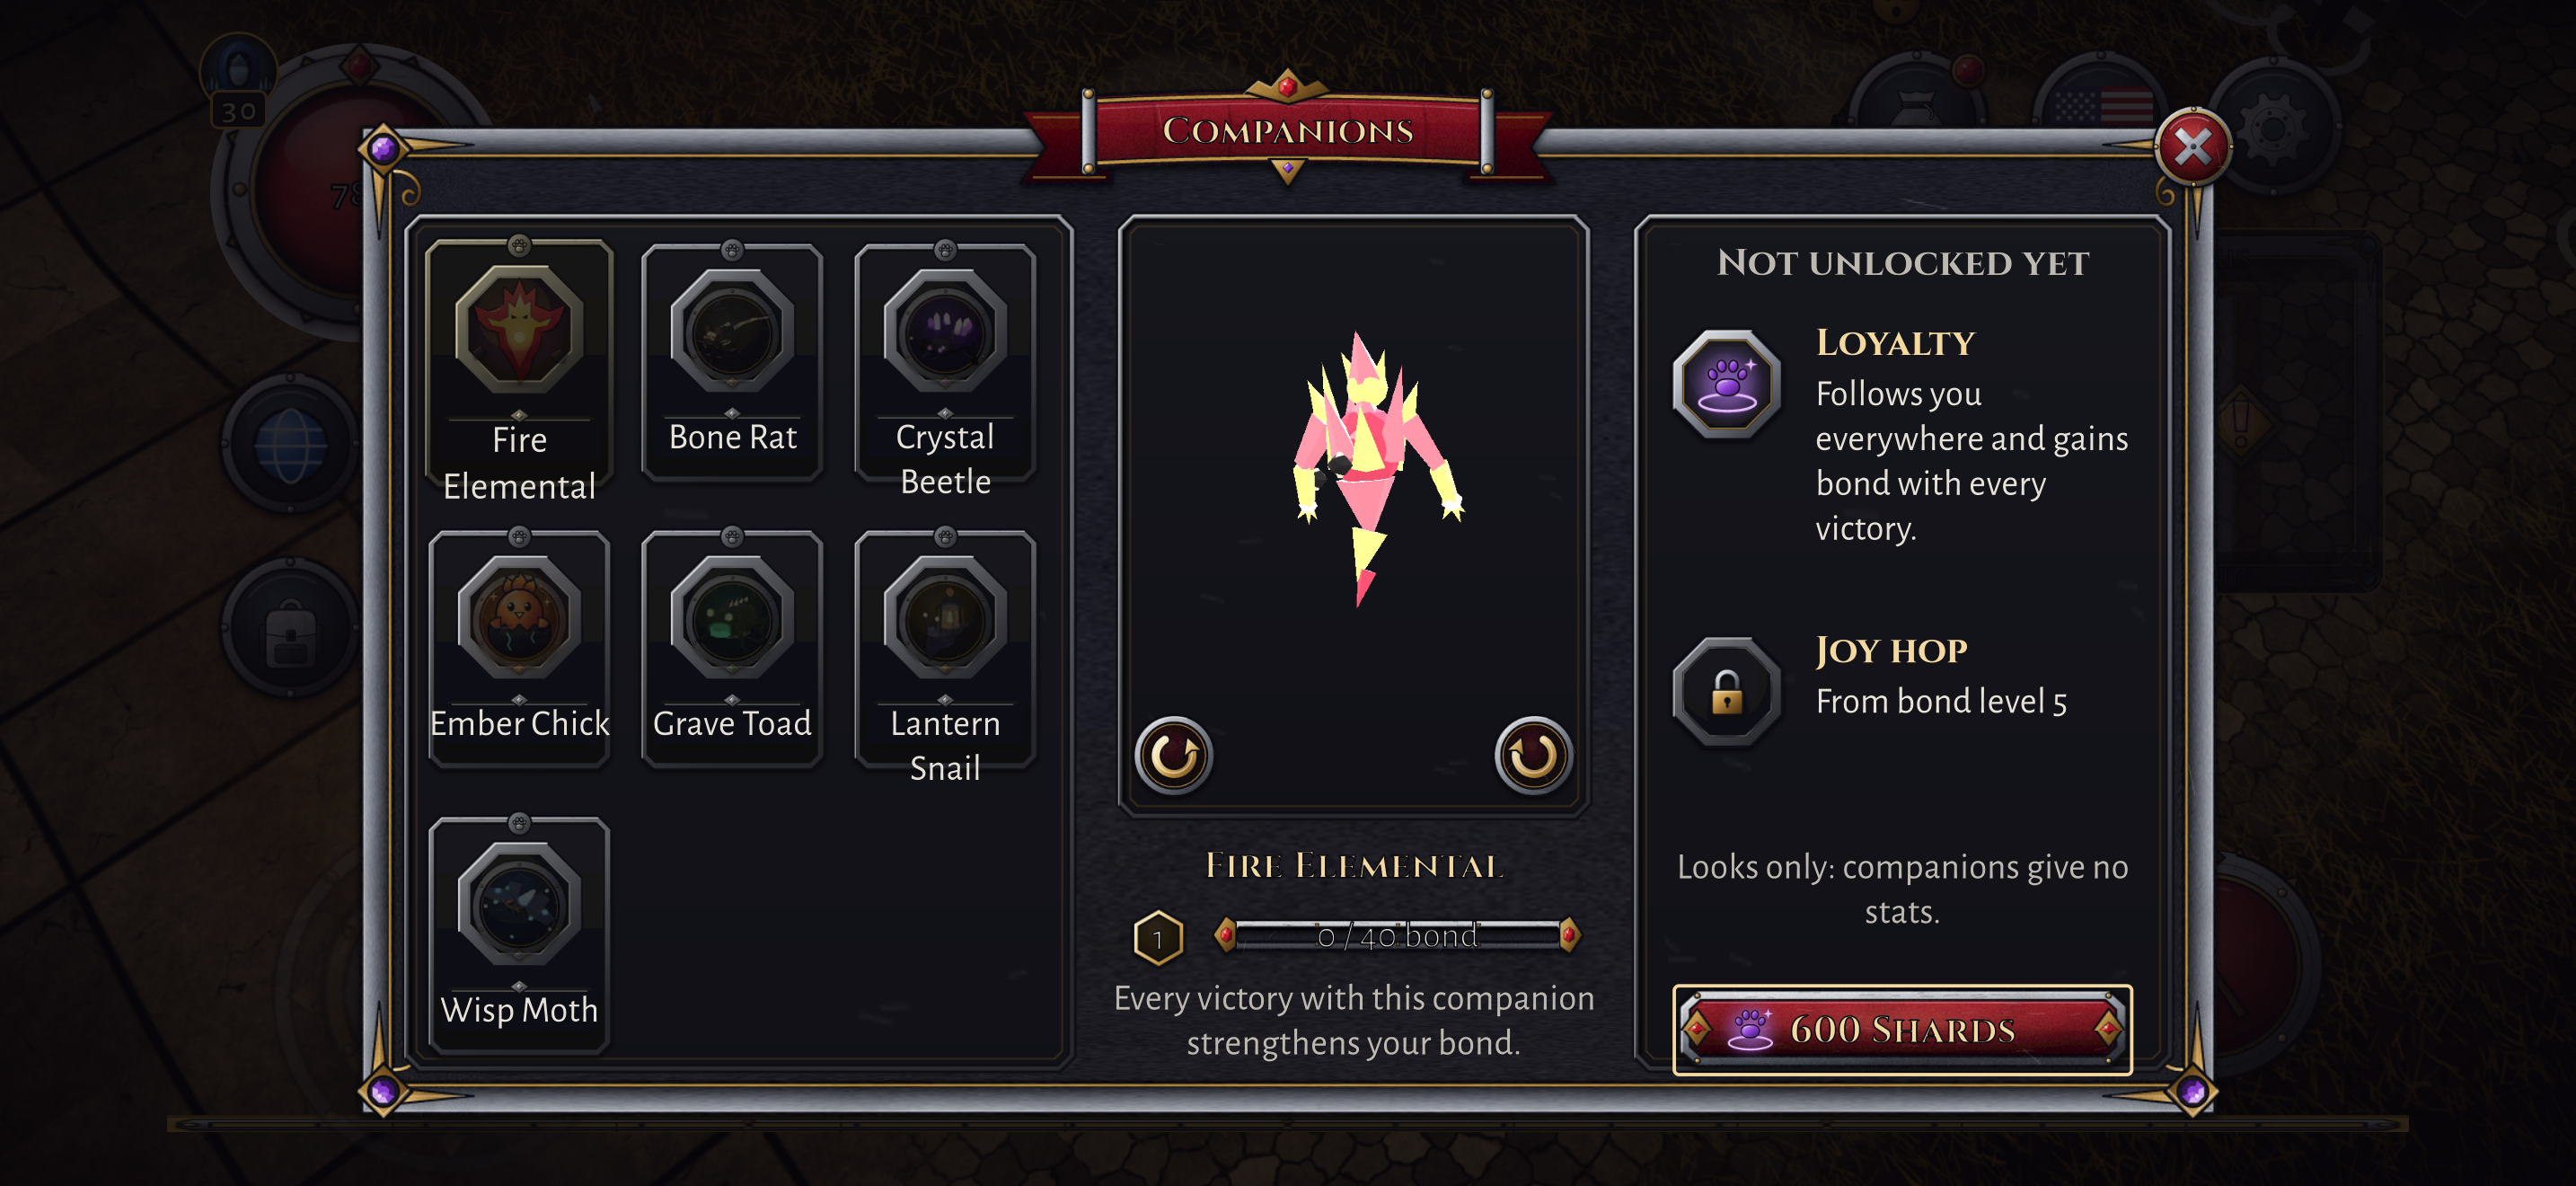 30
78
COMPANIONS
Fire
Elemental
Bone Rat
Crystal
Beetle
Ember Chick
Grave Toad
Lantern
Snail
Wisp Moth
FIRE ELEMENTAL
1
0 / 40 bond
Every victory with this companion
strengthens your bond.
NOT UNLOCKED YET
LOYALTY
Follows you
everywhere and gains
bond with every
victory.
JOY HOP
From bond level 5
Looks only: companions give no
stats.
600 SHARDS